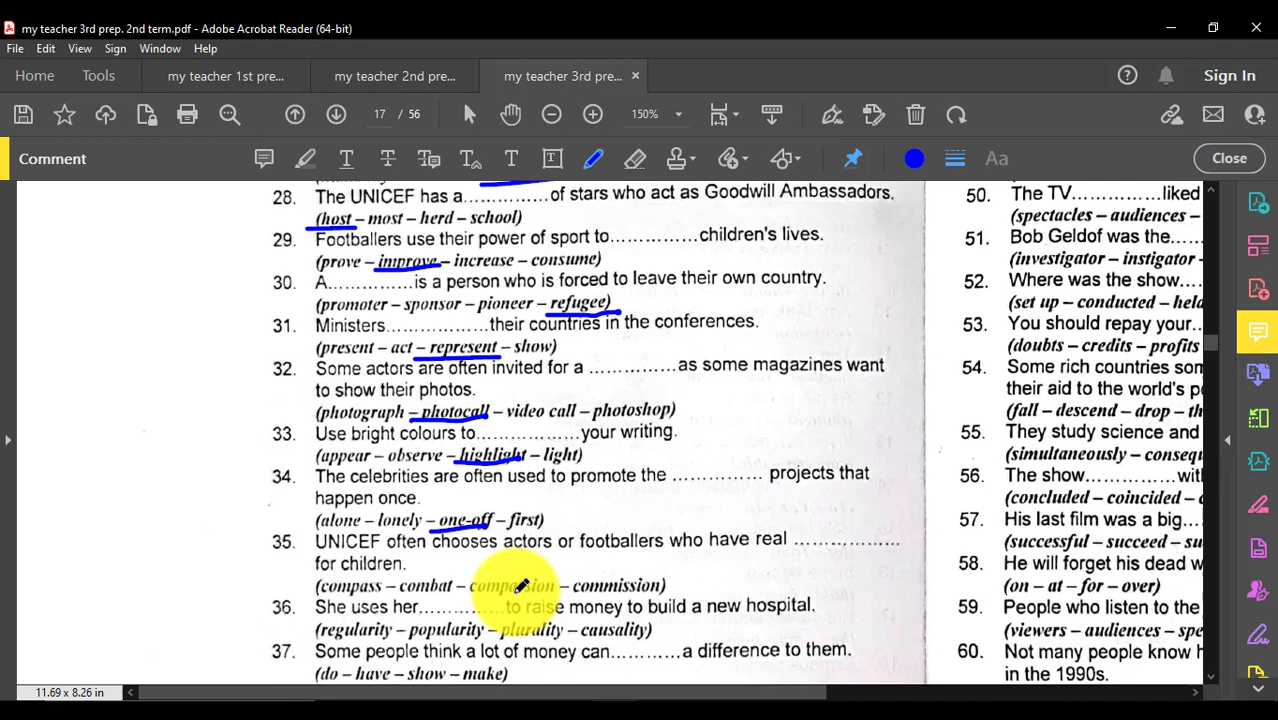 my teacher 3rd prep. 2nd term.pdf - Adobe Acrobat Reader (64-bit)
File Edit View Sign Window Help
Home Tools my teacher 1st pre... my teacher 2nd pre... my teacher 3rd pre... × Sign In
17 / 56 150%
Comment Aa Close
28. The UNICEF has a……………of stars who act as Goodwill Ambassadors.
(host – most – herd – school)
29. Footballers use their power of sport to……………children's lives.
(prove – improve – increase – consume)
30. A……………is a person who is forced to leave their own country.
(promoter – sponsor – pioneer – refugee)
31. Ministers………………their countries in the conferences.
(present – act – represent – show)
32. Some actors are often invited for a ……………as some magazines want
to show their photos.
(photograph – photocall – video call – photoshop)
33. Use bright colours to………………your writing.
(appear – observe – highlight – light)
34. The celebrities are often used to promote the …………… projects that
happen once.
(alone – lonely – one-off – first)
35. UNICEF often chooses actors or footballers who have real ………………
for children.
(compass – combat – compassion – commission)
36. She uses her……………to raise money to build a new hospital.
(regularity – popularity – plurality – causality)
37. Some people think a lot of money can…………a difference to them.
(do – have – show – make)
50. The TV……………liked
(spectacles – audiences –
51. Bob Geldof was the……
(investigator – instigator –
52. Where was the show……
(set up – conducted – held
53. You should repay your…
(doubts – credits – profits
54. Some rich countries som
their aid to the world's po
(fall – descend – drop – th
55. They study science and
(simultaneously – conseq
56. The show……………with
(concluded – coincided –
57. His last film was a big…
(successful – succeed – su
58. He will forget his dead w
(on – at – for – over)
59. People who listen to the
(viewers – audiences – spe
60. Not many people know h
in the 1990s.
11.69 x 8.26 in